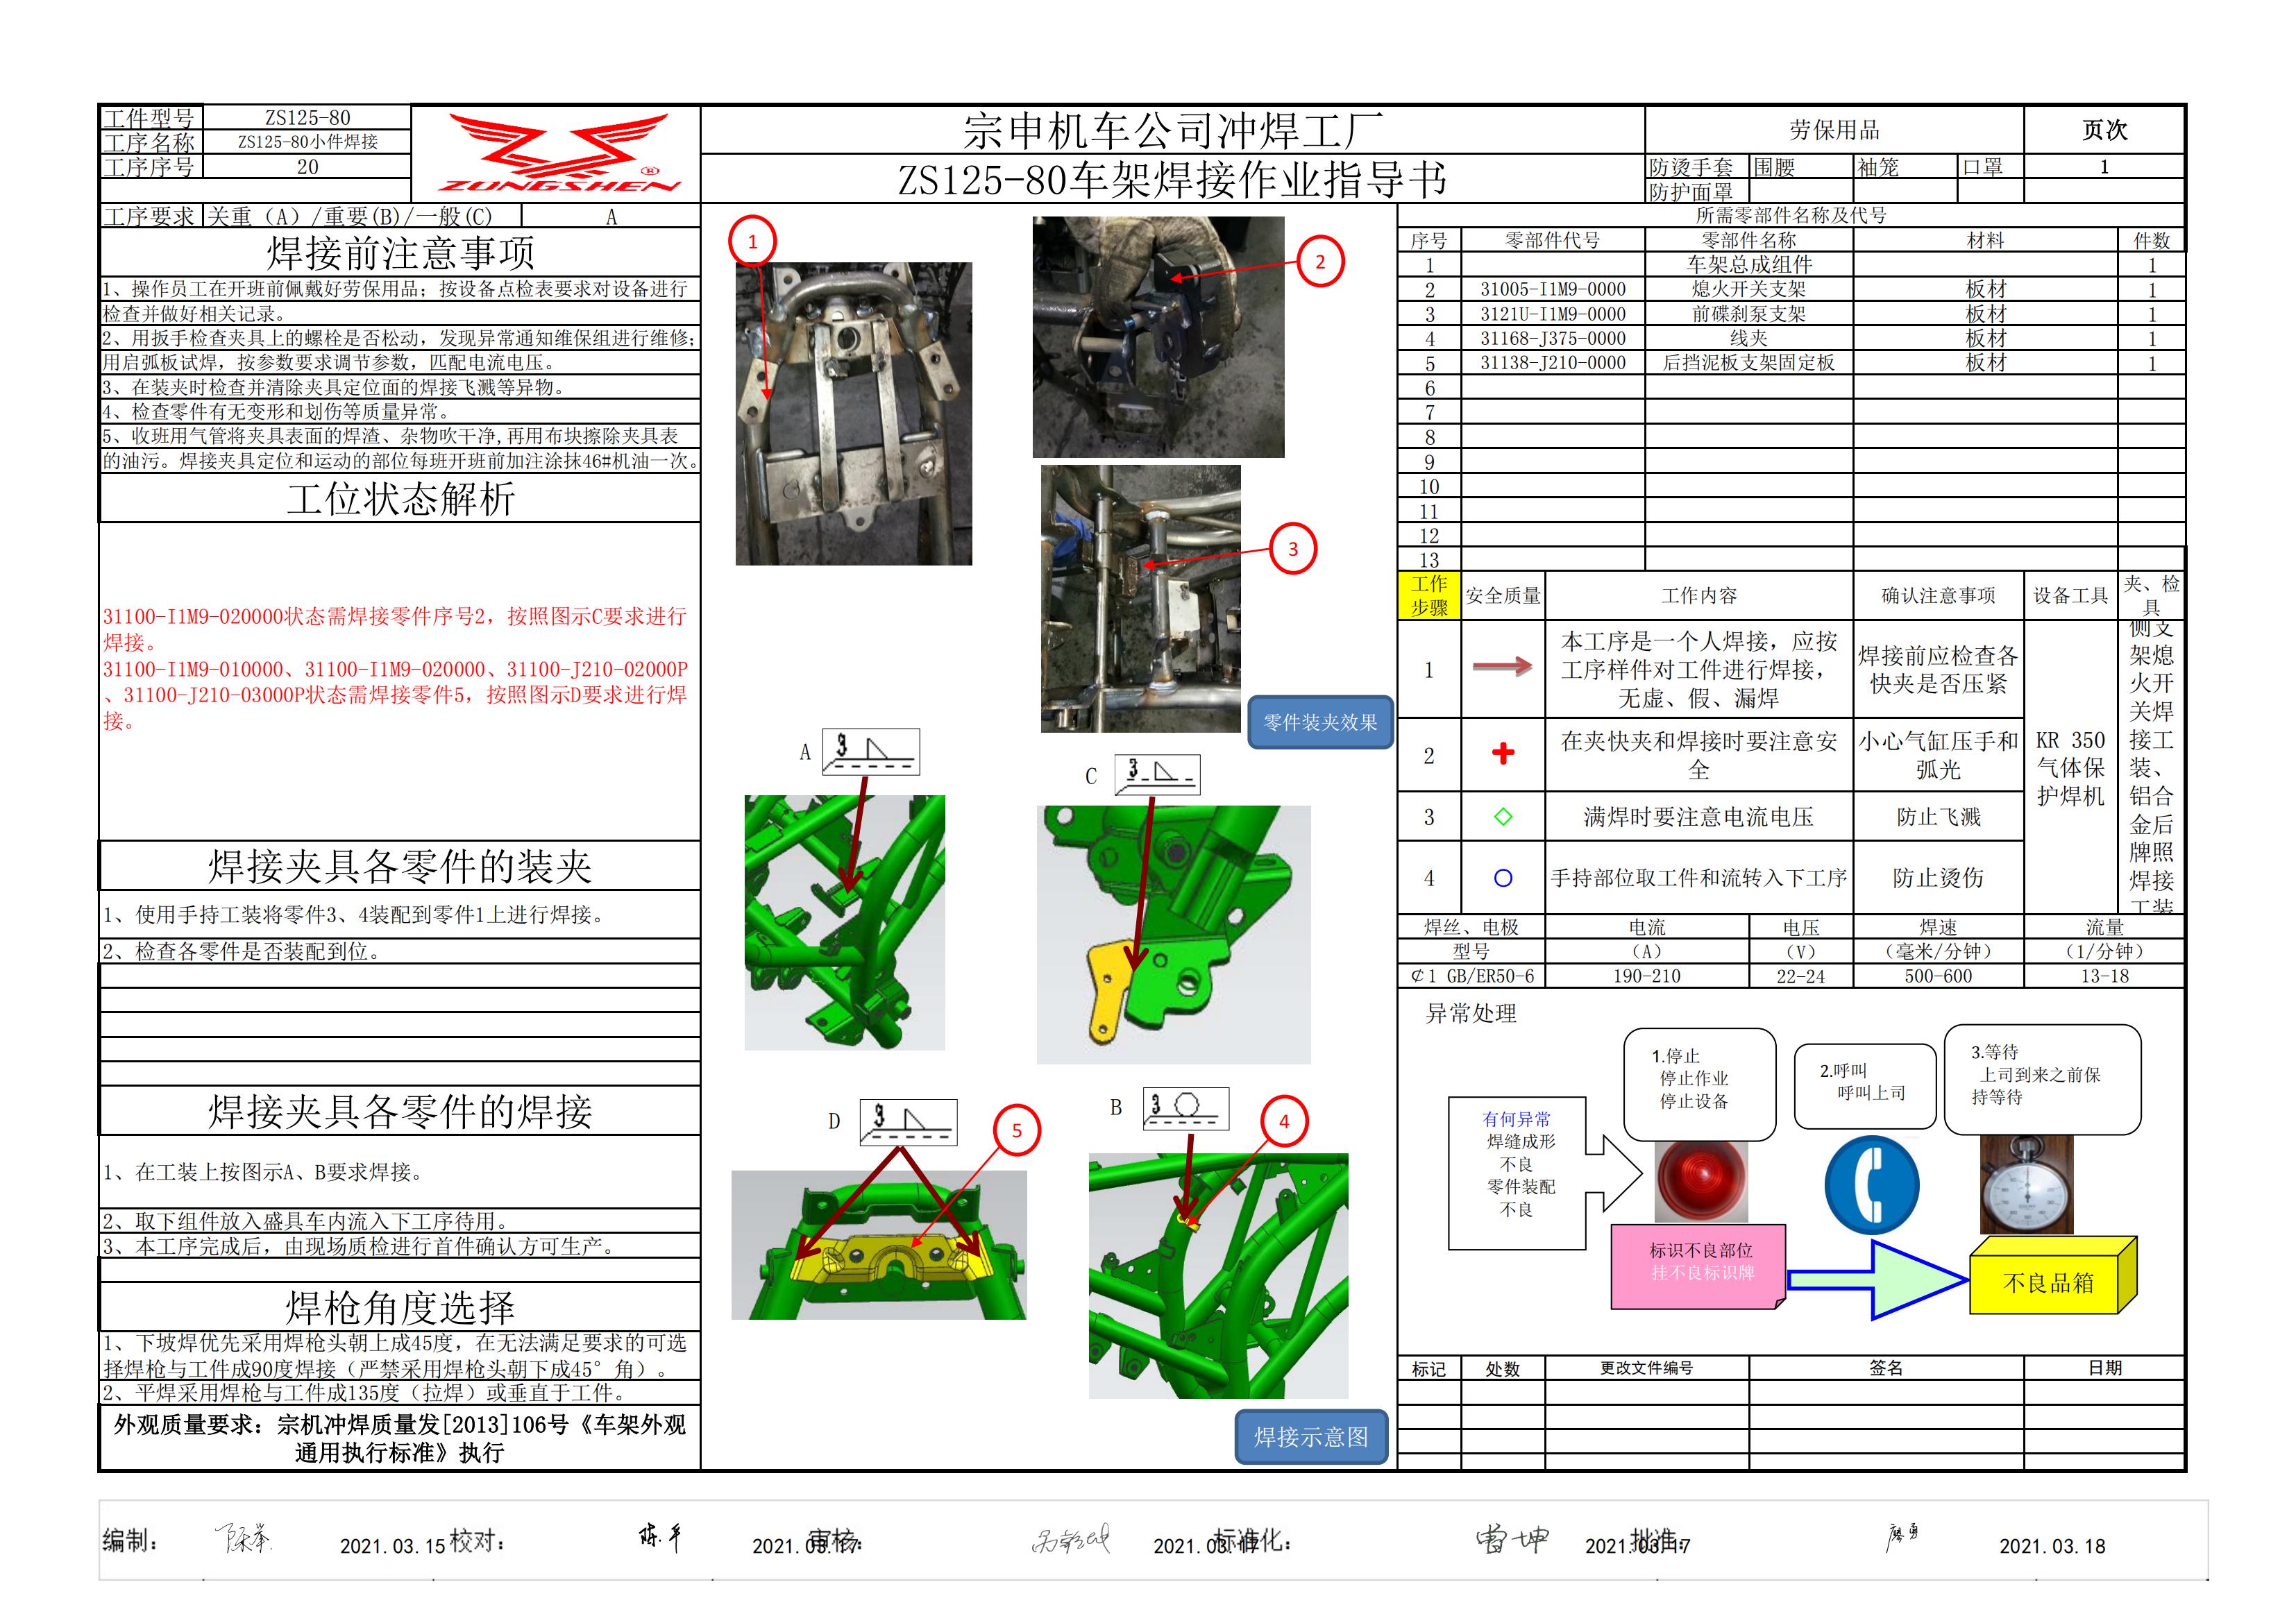 工件型号 ZS125-80
工序名称 ZS125-80小件焊接
工序序号 20
ZONGSHEN ®
宗申机车公司冲焊工厂
ZS125-80车架焊接作业指导书
劳保用品 页次
防烫手套 围腰 袖笼 口罩 1
防护面罩
工序要求 关重（A）/重要(B)/一般(C) A
焊接前注意事项
1、操作员工在开班前佩戴好劳保用品；按设备点检表要求对设备进行
检查并做好相关记录。
2、用扳手检查夹具上的螺栓是否松动，发现异常通知维保组进行维修；
用启弧板试焊，按参数要求调节参数，匹配电流电压。
3、在装夹时检查并清除夹具定位面的焊接飞溅等异物。
4、检查零件有无变形和划伤等质量异常。
5、收班用气管将夹具表面的焊渣、杂物吹干净,再用布块擦除夹具表
的油污。焊接夹具定位和运动的部位每班开班前加注涂抹46#机油一次。
工位状态解析
31100-I1M9-020000状态需焊接零件序号2，按照图示C要求进行
焊接。
31100-I1M9-010000、31100-I1M9-020000、31100-J210-02000P
、31100-J210-03000P状态需焊接零件5，按照图示D要求进行焊
接。
焊接夹具各零件的装夹
1、使用手持工装将零件3、4装配到零件1上进行焊接。
2、检查各零件是否装配到位。
焊接夹具各零件的焊接
1、在工装上按图示A、B要求焊接。
2、取下组件放入盛具车内流入下工序待用。
3、本工序完成后，由现场质检进行首件确认方可生产。
焊枪角度选择
1、下坡焊优先采用焊枪头朝上成45度，在无法满足要求的可选
择焊枪与工件成90度焊接（严禁采用焊枪头朝下成45°角）。
2、平焊采用焊枪与工件成135度（拉焊）或垂直于工件。
外观质量要求：宗机冲焊质量发[2013]106号《车架外观
通用执行标准》执行
1
2
3
零件装夹效果
A 3
C 3
D 3
5
B 3
4
焊接示意图
所需零部件名称及代号
序号 零部件代号 零部件名称 材料 件数
1 车架总成组件 1
2 31005-I1M9-0000 熄火开关支架 板材 1
3 3121U-I1M9-0000 前碟刹泵支架 板材 1
4 31168-J375-0000 线夹 板材 1
5 31138-J210-0000 后挡泥板支架固定板 板材 1
6
7
8
9
10
11
12
13
工作步骤 安全质量 工作内容 确认注意事项 设备工具 夹、检具
1 本工序是一个人焊接，应按工序样件对工件进行焊接，无虚、假、漏焊 焊接前应检查各快夹是否压紧
2 在夹快夹和焊接时要注意安全 小心气缸压手和弧光
3 满焊时要注意电流电压 防止飞溅
4 手持部位取工件和流转入下工序 防止烫伤
KR 350气体保护焊机
侧支架熄火开关焊接工装、铝合金后牌照焊接工装
焊丝、电极 电流 电压 焊速 流量
型号 （A） （V） （毫米/分钟） （1/分钟）
¢1 GB/ER50-6 190-210 22-24 500-600 13-18
异常处理
有何异常
焊缝成形
不良
零件装配
不良
1.停止
停止作业
停止设备
2.呼叫
呼叫上司
3.等待
上司到来之前保
持等待
标识不良部位
挂不良标识牌
不良品箱
标记 处数 更改文件编号 签名 日期
编制： 2021.03.15 校对： 2021.03.17 审核： 2021.03.17 标准化： 2021.03.17 批准： 2021.03.18